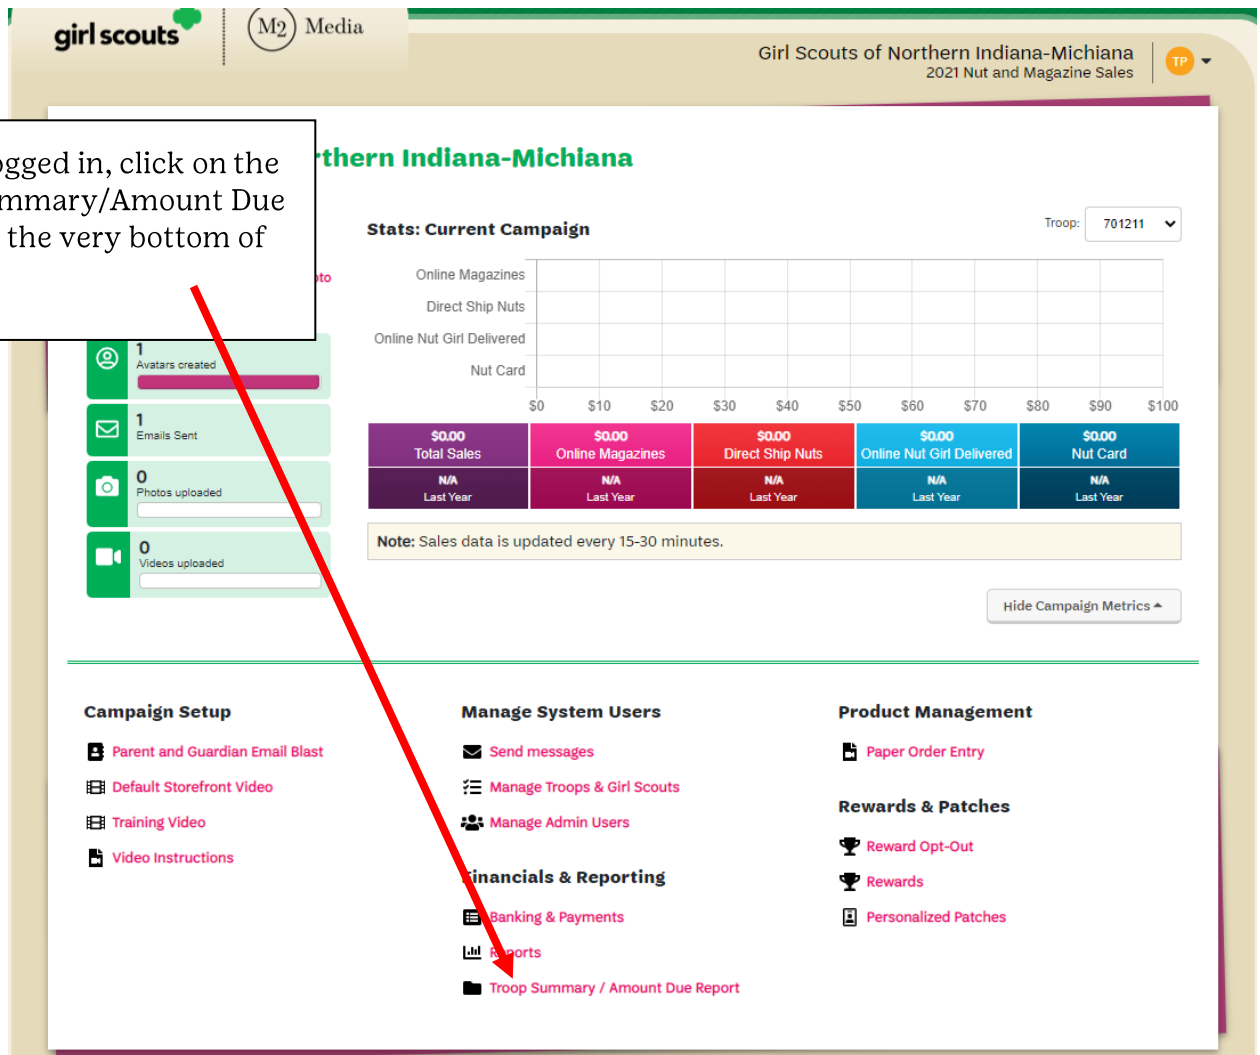 girl scouts
M2 Media
Girl Scouts of Northern Indiana-Michiana
2021 Nut and Magazine Sales
TP
ogged in, click on the
mmary/Amount Due
the very bottom of
rthern Indiana-Michiana
oto
1
Avatars created
1
Emails Sent
0
Photos uploaded
0
Videos uploaded
Stats: Current Campaign
Troop: 701211
Online Magazines
Direct Ship Nuts
Online Nut Girl Delivered
Nut Card
$0 $10 $20 $30 $40 $50 $60 $70 $80 $90 $100
$0.00 $0.00 $0.00 $0.00 $0.00
Total Sales Online Magazines Direct Ship Nuts Online Nut Girl Delivered Nut Card
N/A N/A N/A N/A N/A
Last Year Last Year Last Year Last Year Last Year
Note: Sales data is updated every 15-30 minutes.
Hide Campaign Metrics
Campaign Setup
Parent and Guardian Email Blast
Default Storefront Video
Training Video
Video Instructions
Manage System Users
Send messages
Manage Troops & Girl Scouts
Manage Admin Users
Financials & Reporting
Banking & Payments
Reports
Troop Summary / Amount Due Report
Product Management
Paper Order Entry
Rewards & Patches
Reward Opt-Out
Rewards
Personalized Patches